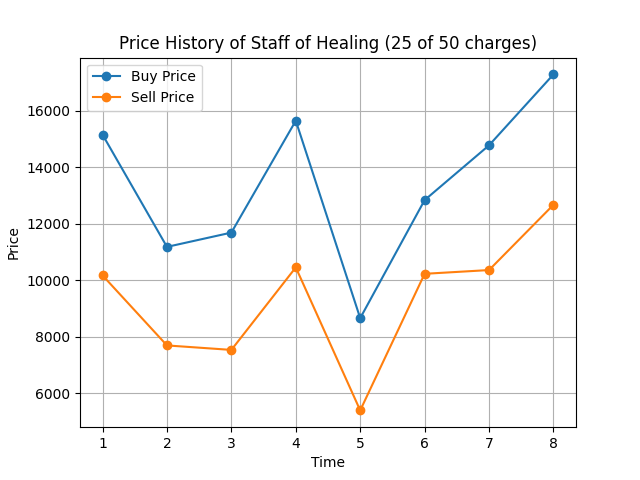 Price History of Staff of Healing (25 of 50 charges)
Buy Price
Sell Price
Price
16000
14000
12000
10000
8000
6000
1 2 3 4 5 6 7 8
Time